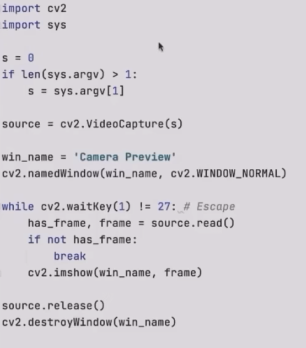 import cv2
import sys
s = 0
if len(sys.argv) > 1:
    s = sys.argv[1]
source = cv2.VideoCapture(s)
win_name = 'Camera Preview'
cv2.namedWindow(win_name, cv2.WINDOW_NORMAL)
while cv2.waitKey(1) != 27: # Escape
    has_frame, frame = source.read()
    if not has_frame:
        break
    cv2.imshow(win_name, frame)
source.release()
cv2.destroyWindow(win_name)